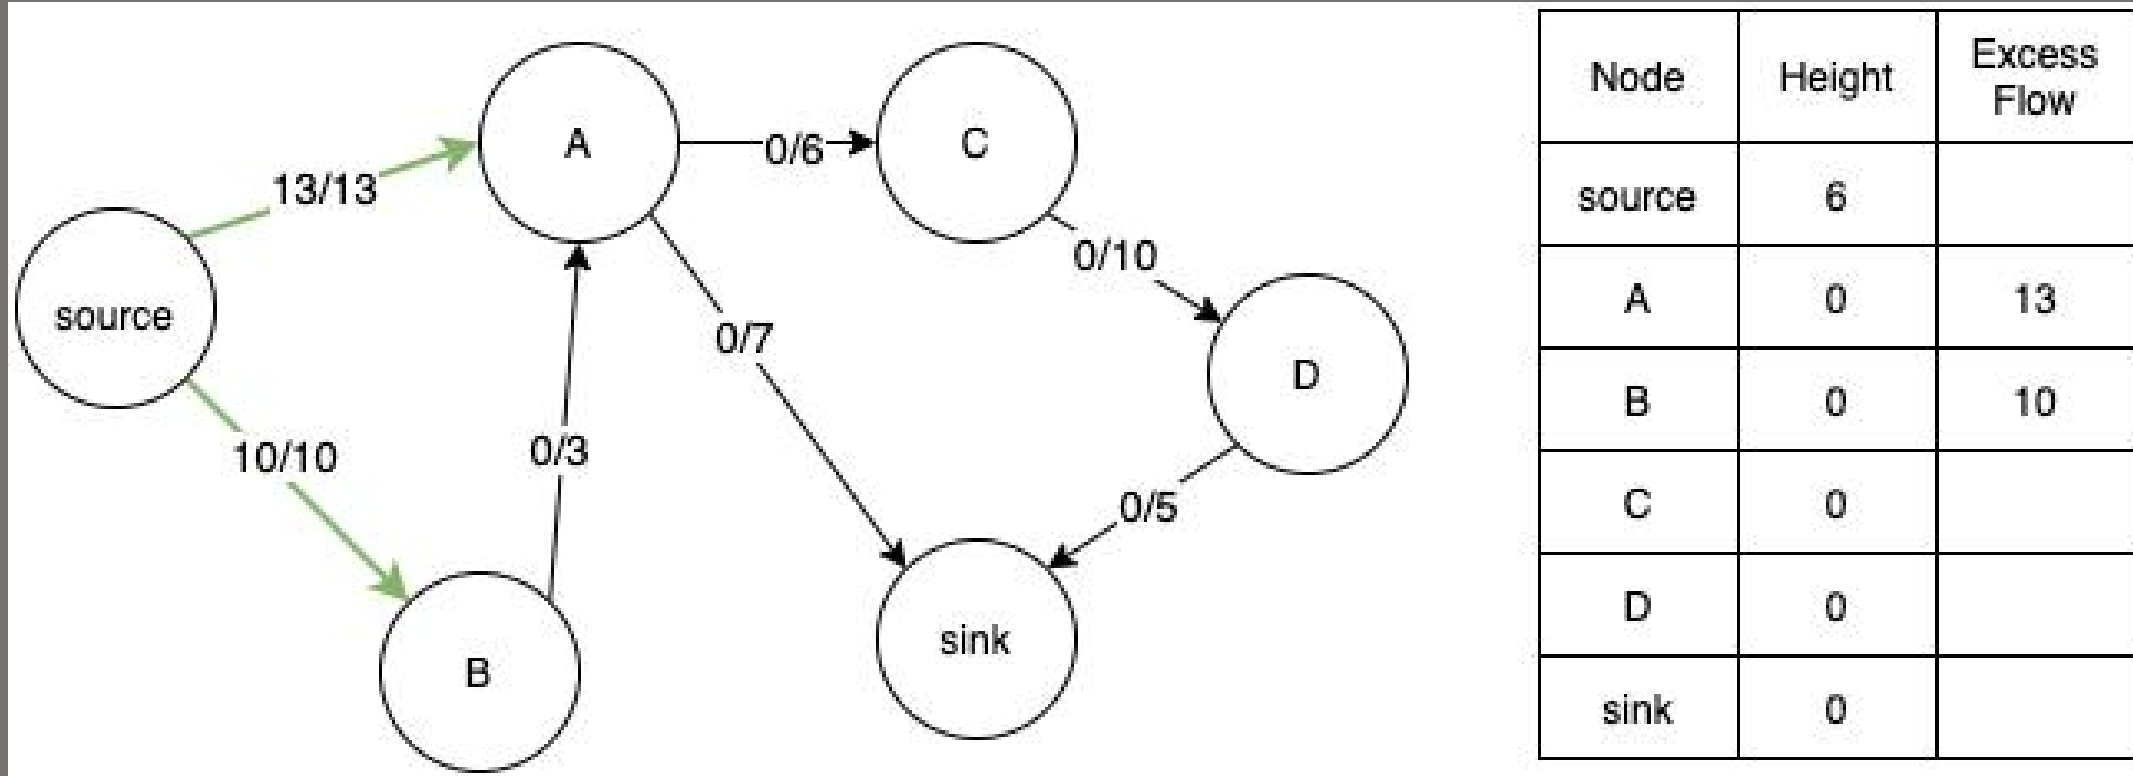 A
0/6
C
13/13
0/10
source
0/7
D
10/10
0/3
0/5
B
sink
Node Height Excess Flow
source 6
A 0 13
B 0 10
C 0
D 0
sink 0